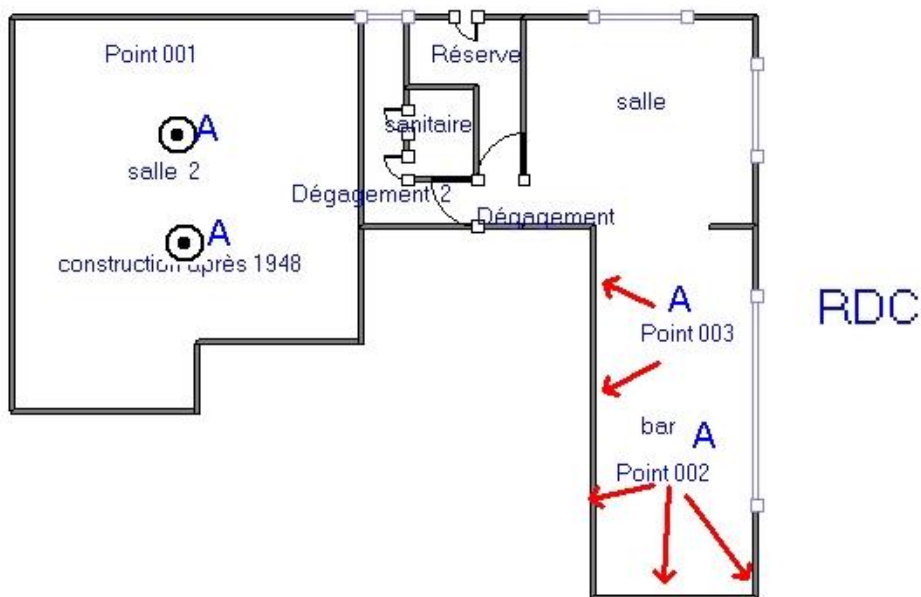 Point 001
A
salle 2
A
construction après 1948
Réserve
sanitaire
Dégagement 2
Dégagement
salle
A
Point 003
bar
A
Point 002
RDC